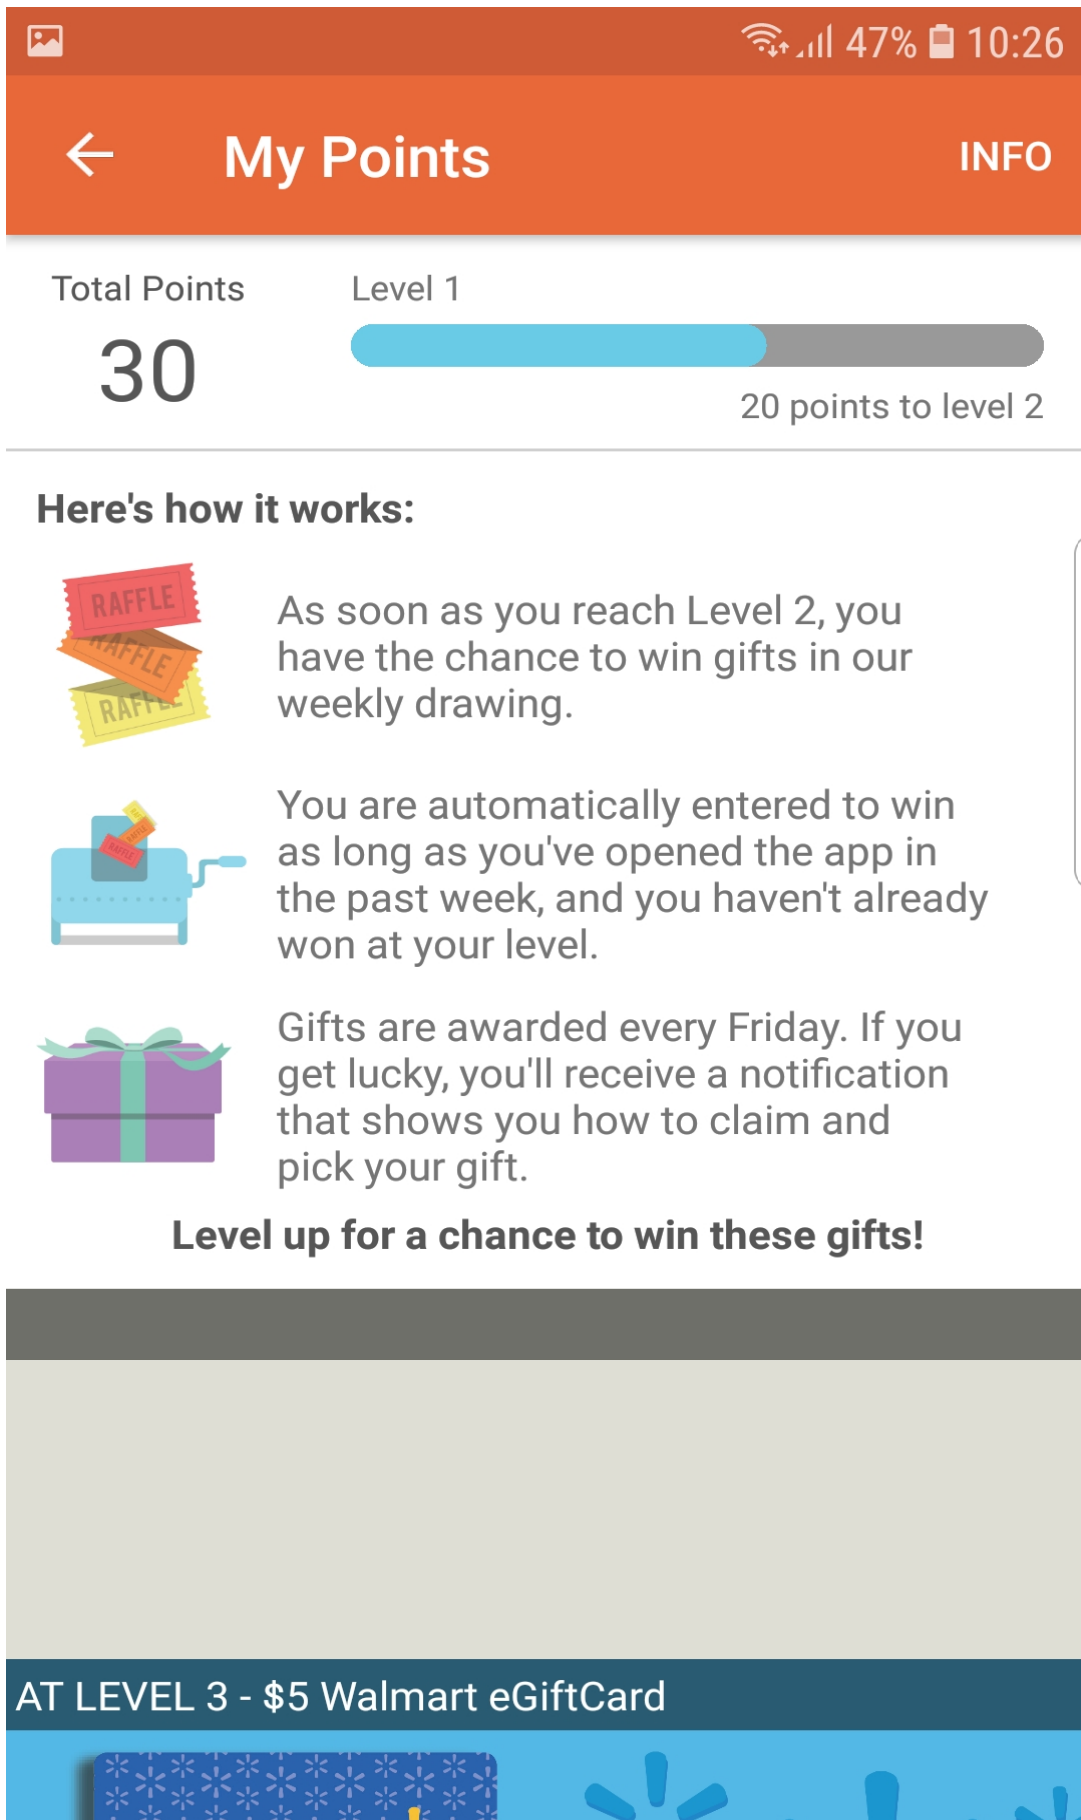 47% 10:26
My Points
INFO
Total Points
Level 1
30
20 points to level 2
Here's how it works:
RAFFLE
RAFFLE
RAFFLE
As soon as you reach Level 2, you
have the chance to win gifts in our
weekly drawing.
RAFFLE
RAFFLE
You are automatically entered to win
as long as you've opened the app in
the past week, and you haven't already
won at your level.
Gifts are awarded every Friday. If you
get lucky, you'll receive a notification
that shows you how to claim and
pick your gift.
Level up for a chance to win these gifts!
AT LEVEL 3 - $5 Walmart eGiftCard